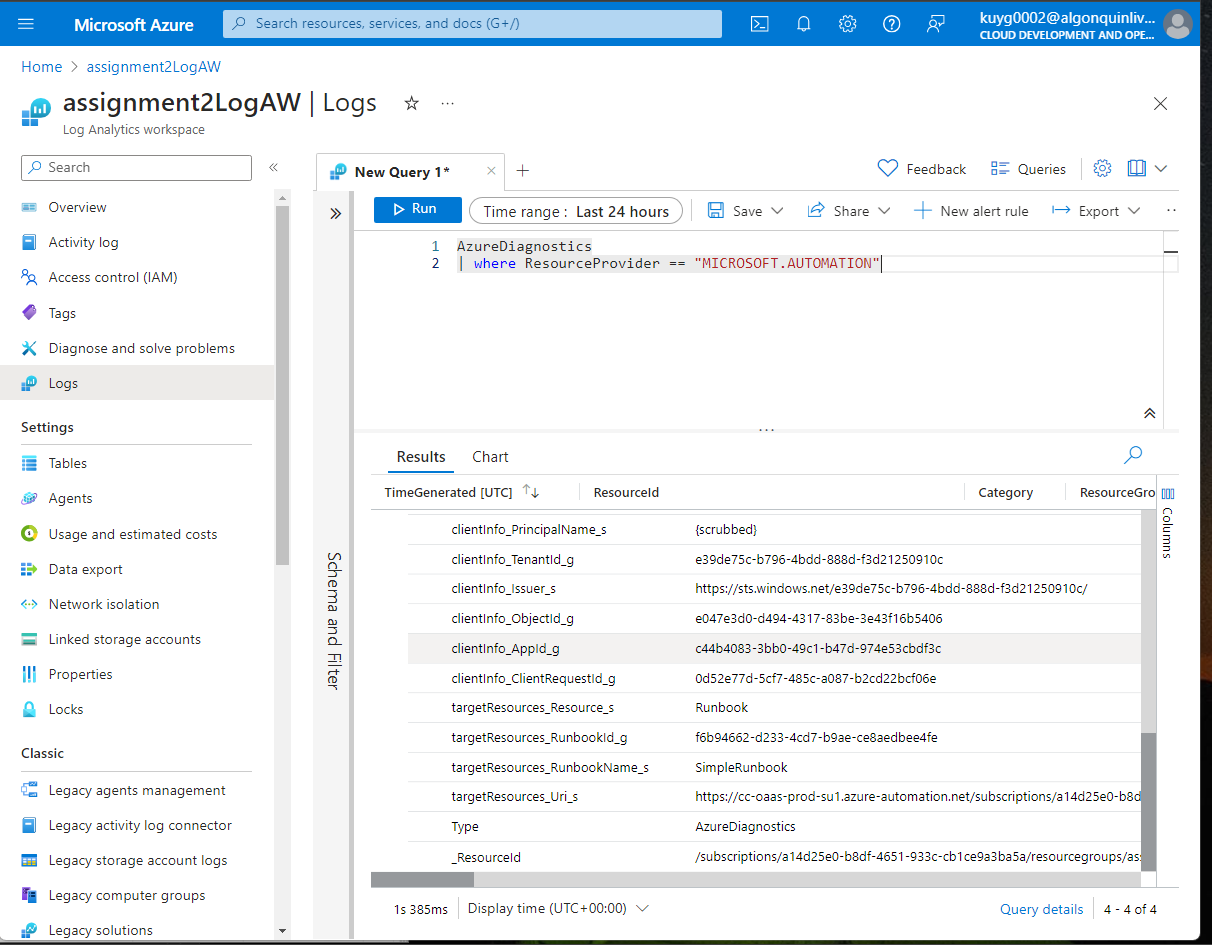 Microsoft Azure
Search resources, services, and docs (G+/)
kuyg0002@algonquinliv...
CLOUD DEVELOPMENT AND OPE...
Home > assignment2LogAW
assignment2LogAW | Logs
Log Analytics workspace
Search
Overview
Activity log
Access control (IAM)
Tags
Diagnose and solve problems
Logs
Settings
Tables
Agents
Usage and estimated costs
Data export
Network isolation
Linked storage accounts
Properties
Locks
Classic
Legacy agents management
Legacy activity log connector
Legacy storage account logs
Legacy computer groups
Legacy solutions
New Query 1*
Feedback
Queries
Run
Time range : Last 24 hours
Save
Share
New alert rule
Export
1 AzureDiagnostics
2 | where ResourceProvider == "MICROSOFT.AUTOMATION"
Schema and Filter
Results Chart
TimeGenerated [UTC] ResourceId Category ResourceGro
Columns
clientInfo_PrincipalName_s {scrubbed}
clientInfo_TenantId_g e39de75c-b796-4bdd-888d-f3d21250910c
clientInfo_Issuer_s https://sts.windows.net/e39de75c-b796-4bdd-888d-f3d21250910c/
clientInfo_ObjectId_g e047e3d0-d494-4317-83be-3e43f16b5406
clientInfo_AppId_g c44b4083-3bb0-49c1-b47d-974e53cbdf3c
clientInfo_ClientRequestId_g 0d52e77d-5cf7-485c-a087-b2cd22bcf06e
targetResources_Resource_s Runbook
targetResources_RunbookId_g f6b94662-d233-4cd7-b9ae-ce8aedbee4fe
targetResources_RunbookName_s SimpleRunbook
targetResources_Uri_s https://cc-oaas-prod-su1.azure-automation.net/subscriptions/a14d25e0-b8d
Type AzureDiagnostics
_ResourceId /subscriptions/a14d25e0-b8df-4651-933c-cb1ce9a3ba5a/resourcegroups/as
1s 385ms Display time (UTC+00:00) Query details 4 - 4 of 4